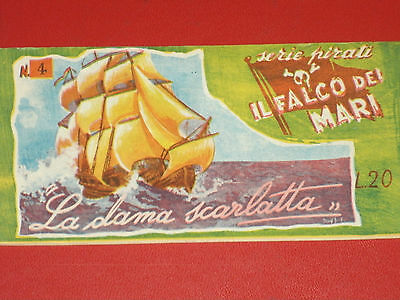 N. 4
serie pirati
IL FALCO DEI
MARI
L.20
"La dama scarlatta"